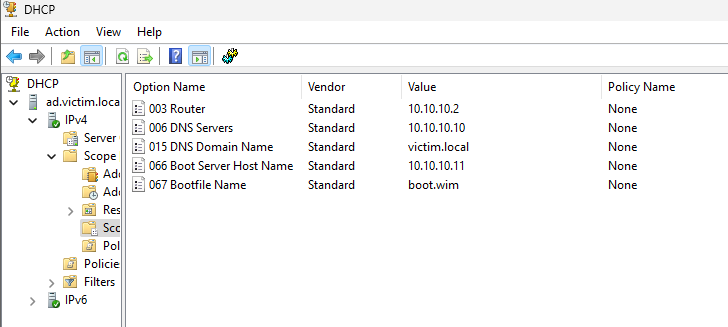 DHCP
File Action View Help
DHCP
ad.victim.loca
IPv4
Server
Scope
Add
Add
Res
Sco
Pol
Policie
Filters
IPv6
Option Name Vendor Value Policy Name
003 Router Standard 10.10.10.2 None
006 DNS Servers Standard 10.10.10.10 None
015 DNS Domain Name Standard victim.local None
066 Boot Server Host Name Standard 10.10.10.11 None
067 Bootfile Name Standard boot.wim None